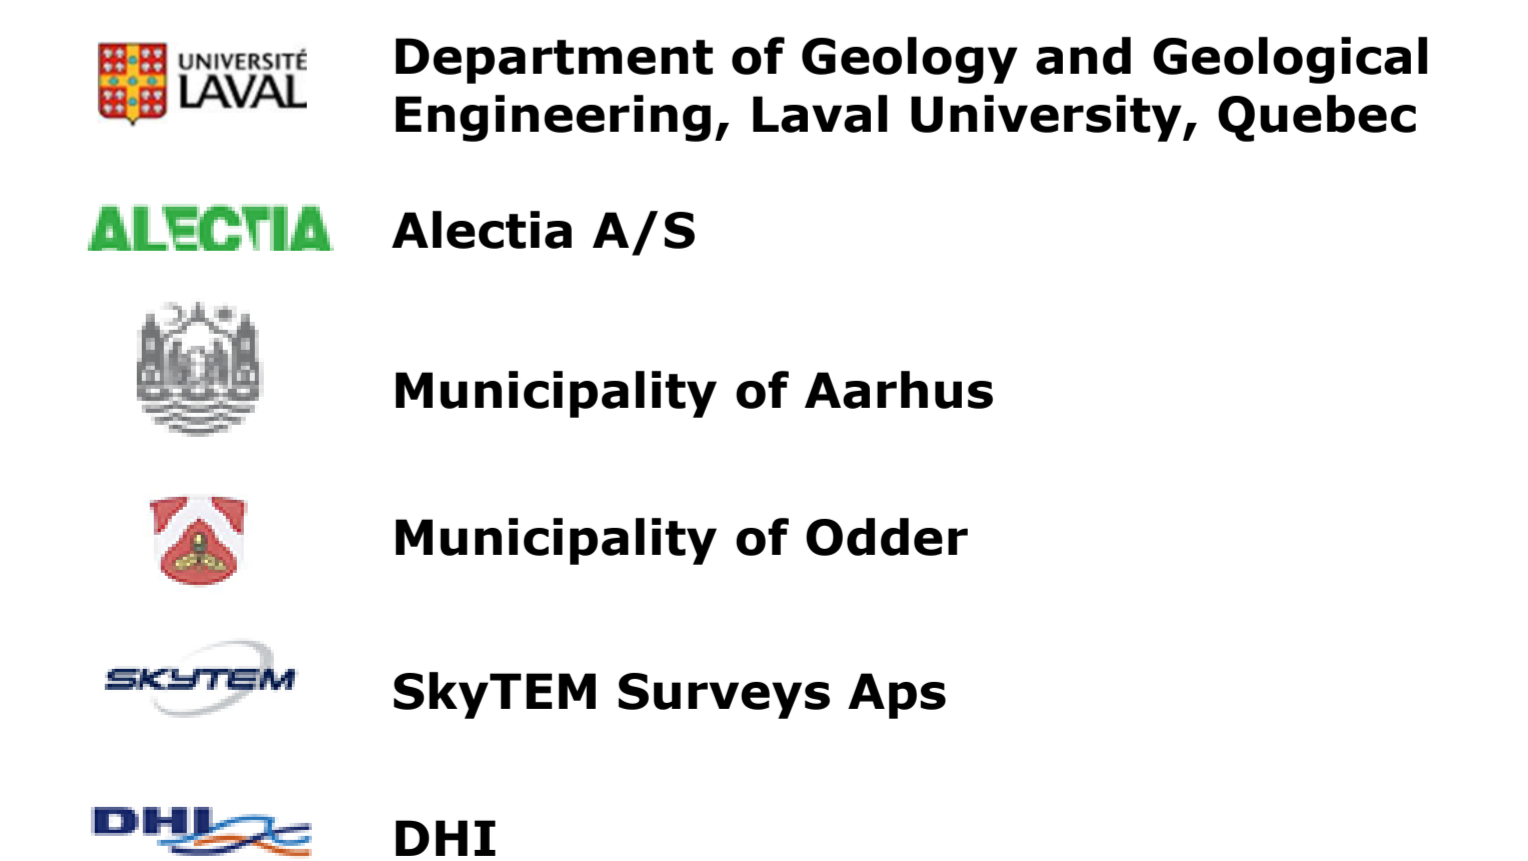 UNIVERSITÉ
LAVAL
Department of Geology and Geological
Engineering, Laval University, Quebec
ALECTIA
Alectia A/S
Municipality of Aarhus
Municipality of Odder
SKYTEM
SkyTEM Surveys Aps
DHI
DHI